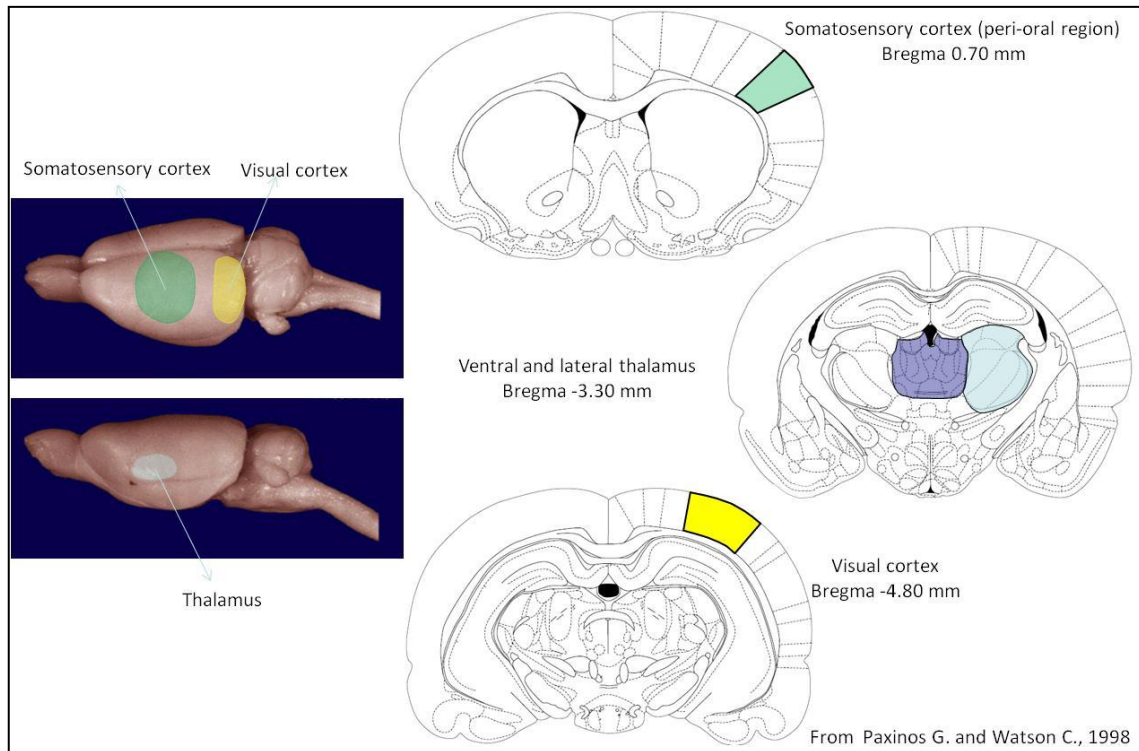 Somatosensory cortex (peri-oral region)
Bregma 0.70 mm
Somatosensory cortex
Visual cortex
Ventral and lateral thalamus
Bregma -3.30 mm
Thalamus
Visual cortex
Bregma -4.80 mm
From Paxinos G. and Watson C., 1998